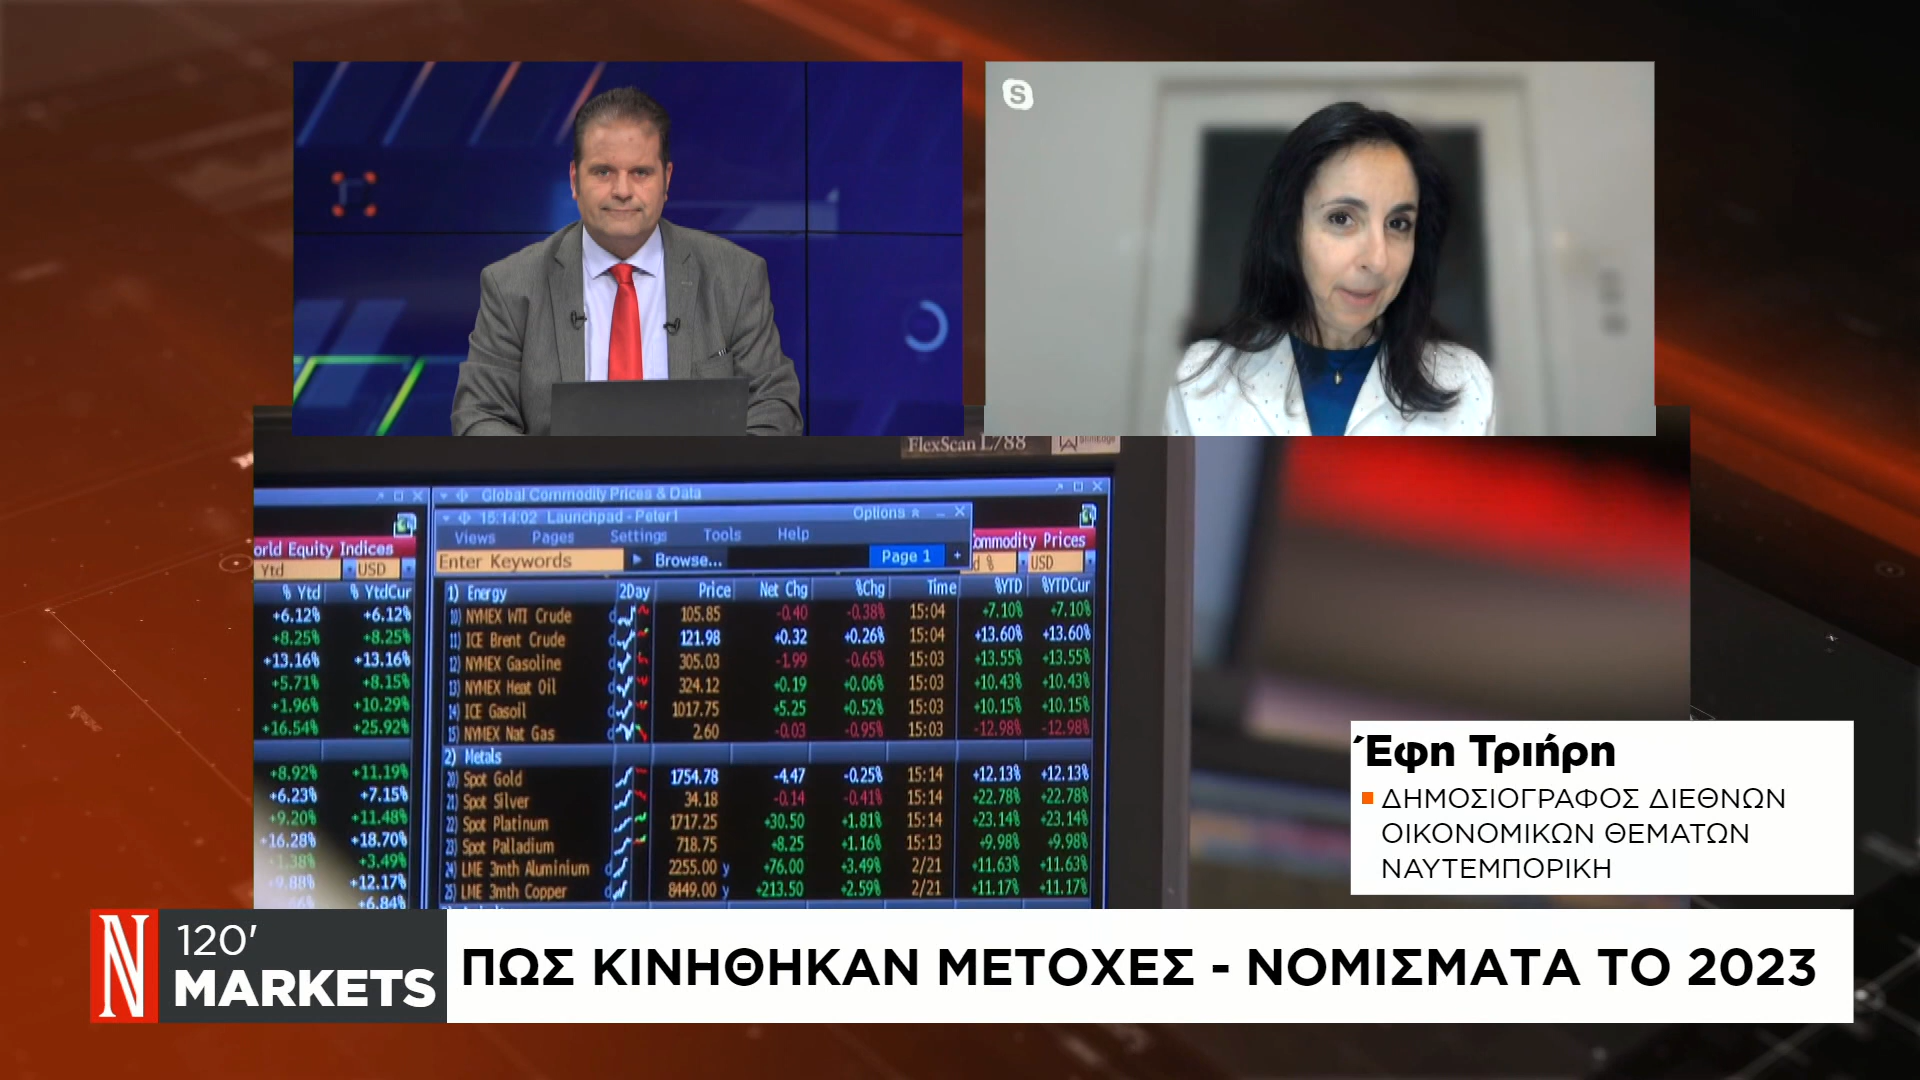 S
FlexScan L788
SlimEdge
Global Commodity Prices & Data
15:14:02 Launchpad - Peter1 Options
Views Pages Settings Tools Help
Enter Keywords Browse... Page 1 +
orld Equity Indices
Ytd USD
% Ytd % YtdCur
+6.12% +6.12%
+8.25% +8.25%
+13.16% +13.16%
+5.71% +8.15%
+1.96% +10.29%
+16.54% +25.92%
+8.92% +11.19%
+6.23% +7.15%
+9.20% +11.48%
+16.28% +18.70%
+1.38% +3.49%
+9.88% +12.17%
+6.84%
ommodity Prices
d % USD
1) Energy 2Day Price Net Chg %Chg Time %YTD %YTDCur
10) NYMEX WTI Crude 105.85 -0.40 -0.38% 15:04 +7.10% +7.10%
11) ICE Brent Crude 121.98 +0.32 +0.26% 15:04 +13.60% +13.60%
12) NYMEX Gasoline 305.03 -1.99 -0.65% 15:03 +13.55% +13.55%
13) NYMEX Heat Oil 324.12 +0.19 +0.06% 15:03 +10.43% +10.43%
14) ICE Gasoil 1017.75 +5.25 +0.52% 15:03 +10.15% +10.15%
15) NYMEX Nat Gas 2.60 -0.03 -0.95% 15:03 -12.98% -12.98%
2) Metals
20) Spot Gold 1754.78 -4.47 -0.25% 15:14 +12.13% +12.13%
21) Spot Silver 34.18 -0.14 -0.41% 15:14 +22.78% +22.78%
22) Spot Platinum 1717.25 +30.50 +1.81% 15:14 +23.14% +23.14%
23) Spot Palladium 718.75 +8.25 +1.16% 15:13 +9.98% +9.98%
24) LME 3mth Aluminium 2255.00 y +76.00 +3.49% 2/21 +11.63% +11.63%
25) LME 3mth Copper 8449.00 y +213.50 +2.59% 2/21 +11.17% +11.17%
Έφη Τριήρη
ΔΗΜΟΣΙΟΓΡΑΦΟΣ ΔΙΕΘΝΩΝ
ΟΙΚΟΝΟΜΙΚΩΝ ΘΕΜΑΤΩΝ
ΝΑΥΤΕΜΠΟΡΙΚΗ
N
120'
MARKETS
ΠΩΣ ΚΙΝΗΘΗΚΑΝ ΜΕΤΟΧΕΣ - ΝΟΜΙΣΜΑΤΑ ΤΟ 2023